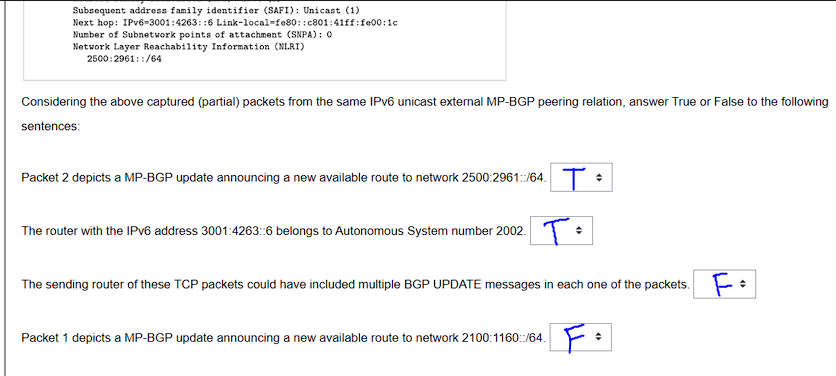 Subsequent address family identifier (SAFI): Unicast (1)
Next hop: IPv6=3001:4263::6 Link-local=fe80::c801:41ff:fe00:1c
Number of Subnetwork points of attachment (SNPA): 0
Network Layer Reachability Information (NLRI)
2500:2961::/64
Considering the above captured (partial) packets from the same IPv6 unicast external MP-BGP peering relation, answer True or False to the following
sentences:
Packet 2 depicts a MP-BGP update announcing a new available route to network 2500:2961::/64. T
The router with the IPv6 address 3001:4263::6 belongs to Autonomous System number 2002. T
The sending router of these TCP packets could have included multiple BGP UPDATE messages in each one of the packets. F
Packet 1 depicts a MP-BGP update announcing a new available route to network 2100:1160::/64. F